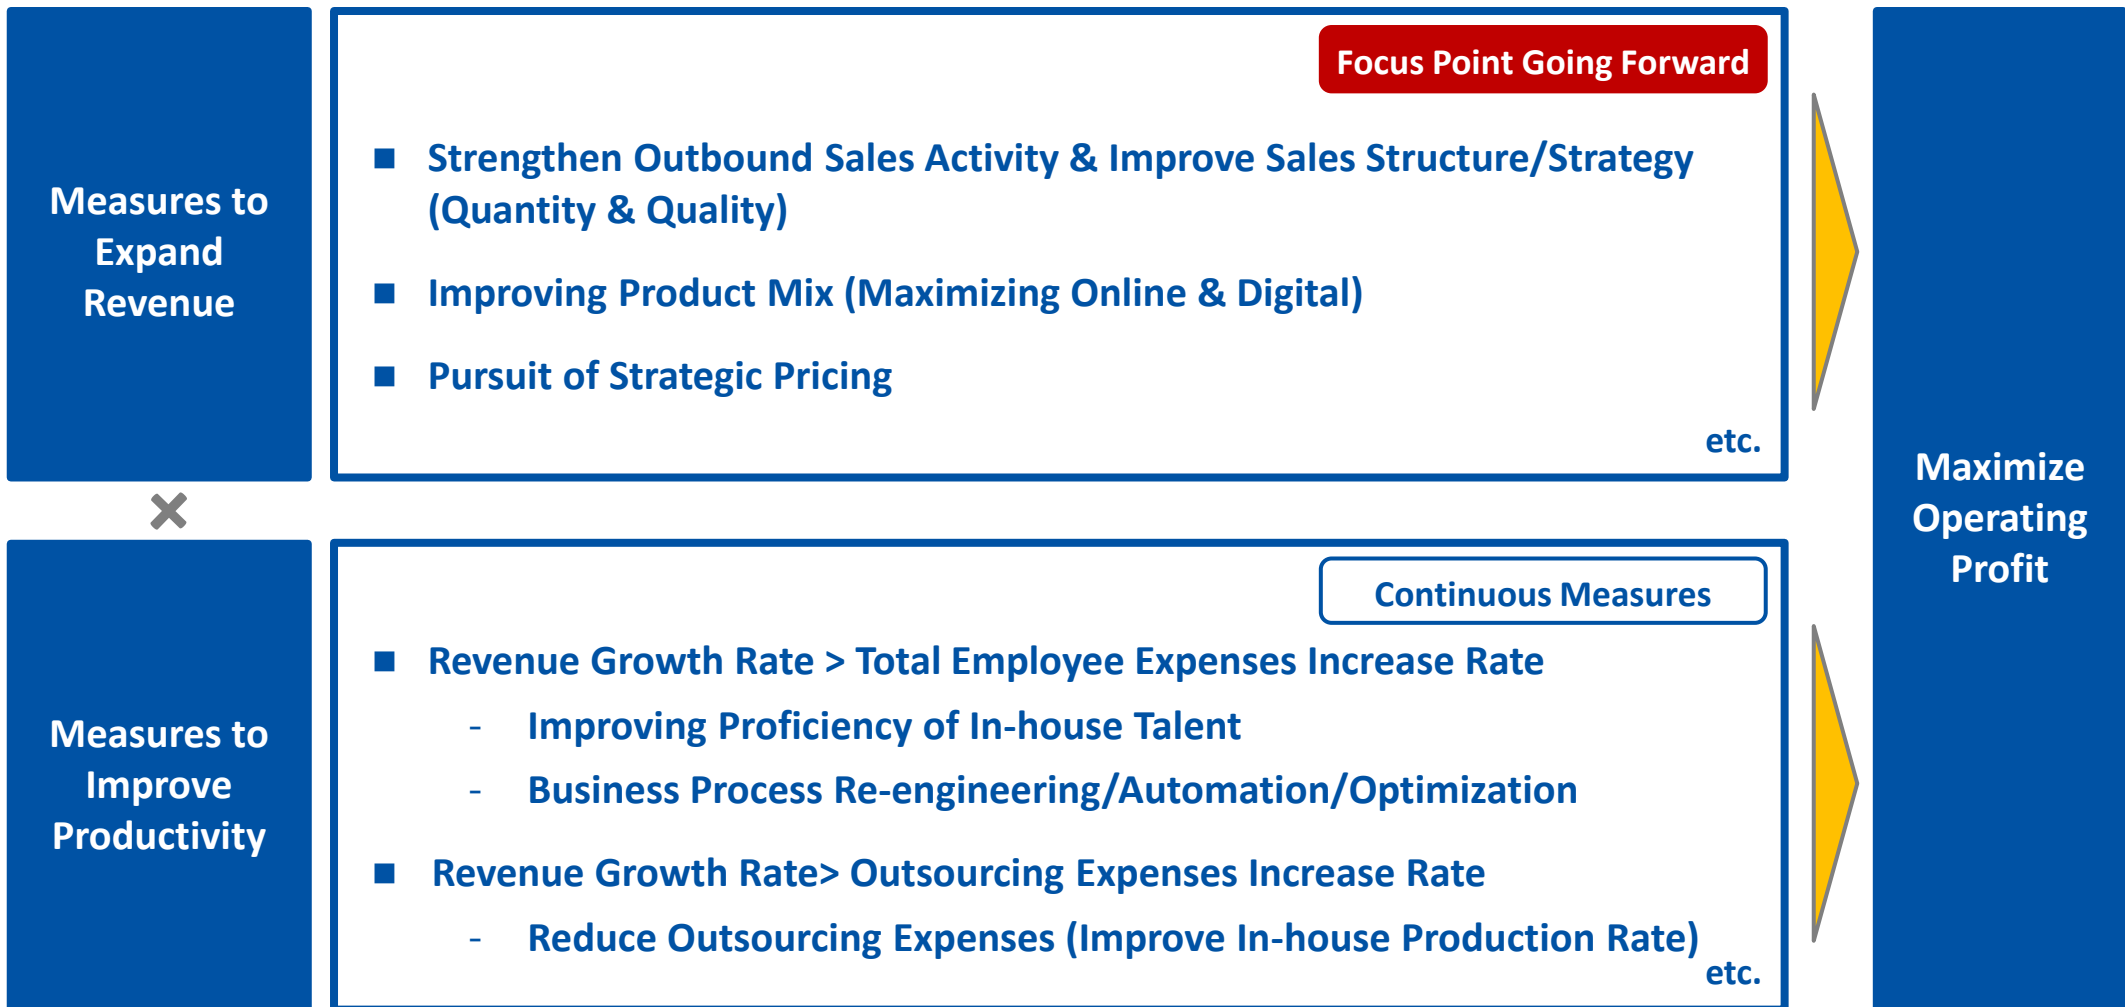 Measures to
Expand
Revenue
Focus Point Going Forward
■ Strengthen Outbound Sales Activity & Improve Sales Structure/Strategy
(Quantity & Quality)
■ Improving Product Mix (Maximizing Online & Digital)
■ Pursuit of Strategic Pricing
etc.
×
Measures to
Improve
Productivity
Continuous Measures
■ Revenue Growth Rate > Total Employee Expenses Increase Rate
- Improving Proficiency of In-house Talent
- Business Process Re-engineering/Automation/Optimization
■ Revenue Growth Rate> Outsourcing Expenses Increase Rate
- Reduce Outsourcing Expenses (Improve In-house Production Rate)
etc.
Maximize
Operating
Profit